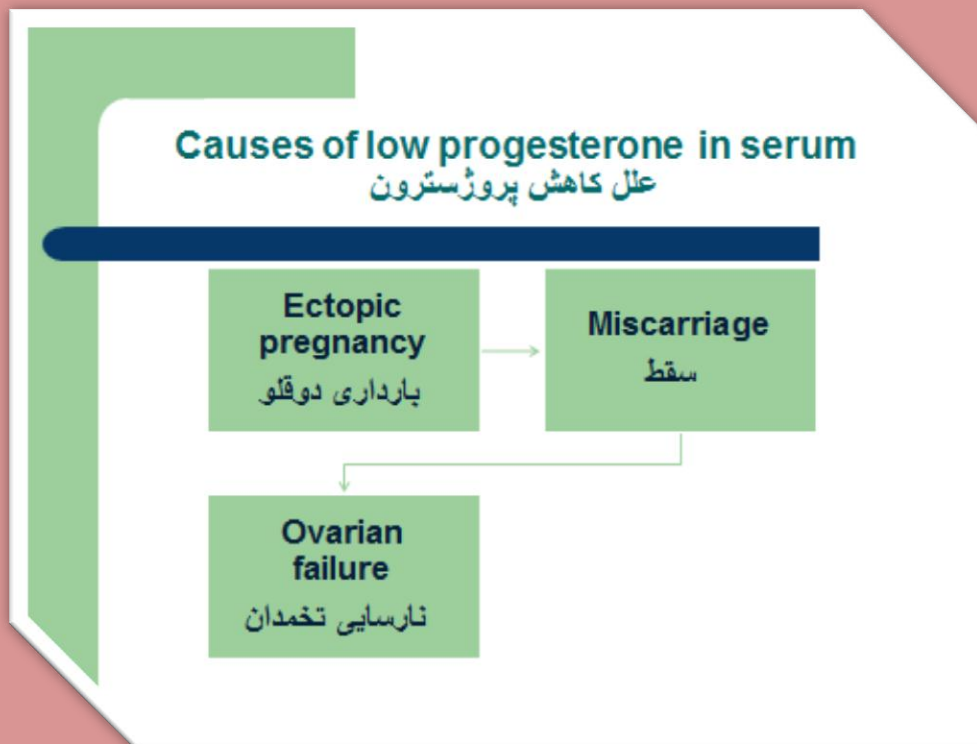 Causes of low progesterone in serum
علل کاهش پروژسترون
Ectopic
pregnancy
بارداری دوقلو
Miscarriage
سقط
Ovarian
failure
نارسایی تخمدان